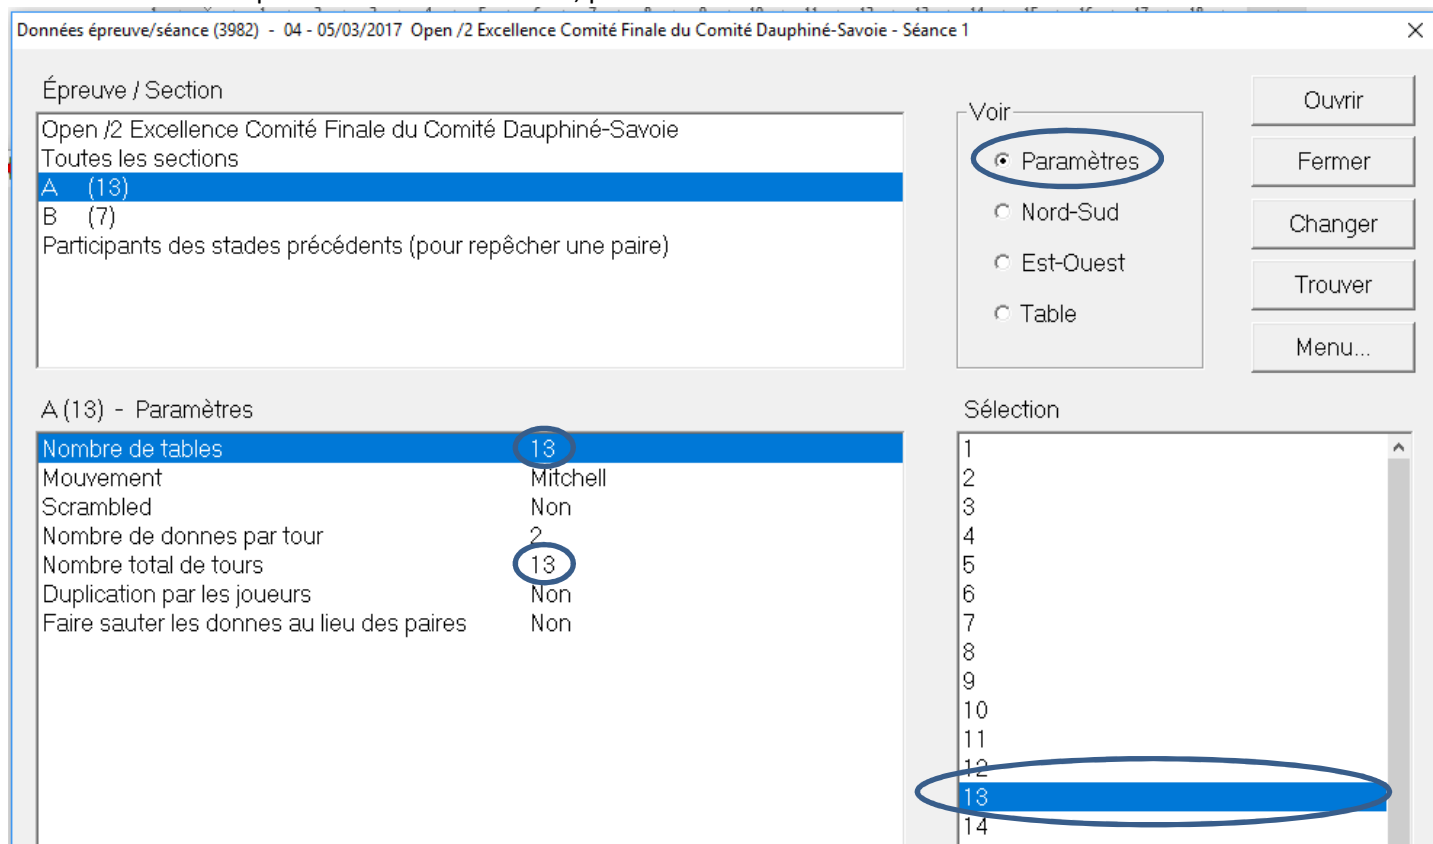 Données épreuve/séance (3982) - 04 - 05/03/2017 Open /2 Excellence Comité Finale du Comité Dauphiné-Savoie - Séance 1
Épreuve / Section
Open /2 Excellence Comité Finale du Comité Dauphiné-Savoie
Toutes les sections
A (13)
B (7)
Participants des stades précédents (pour repêcher une paire)
Voir
Paramètres
Nord-Sud
Est-Ouest
Table
Ouvrir
Fermer
Changer
Trouver
Menu...
A (13) - Paramètres
Nombre de tables 13
Mouvement Mitchell
Scrambled Non
Nombre de donnes par tour 2
Nombre total de tours 13
Duplication par les joueurs Non
Faire sauter les donnes au lieu des paires Non
Sélection
1
2
3
4
5
6
7
8
9
10
11
12
13
14